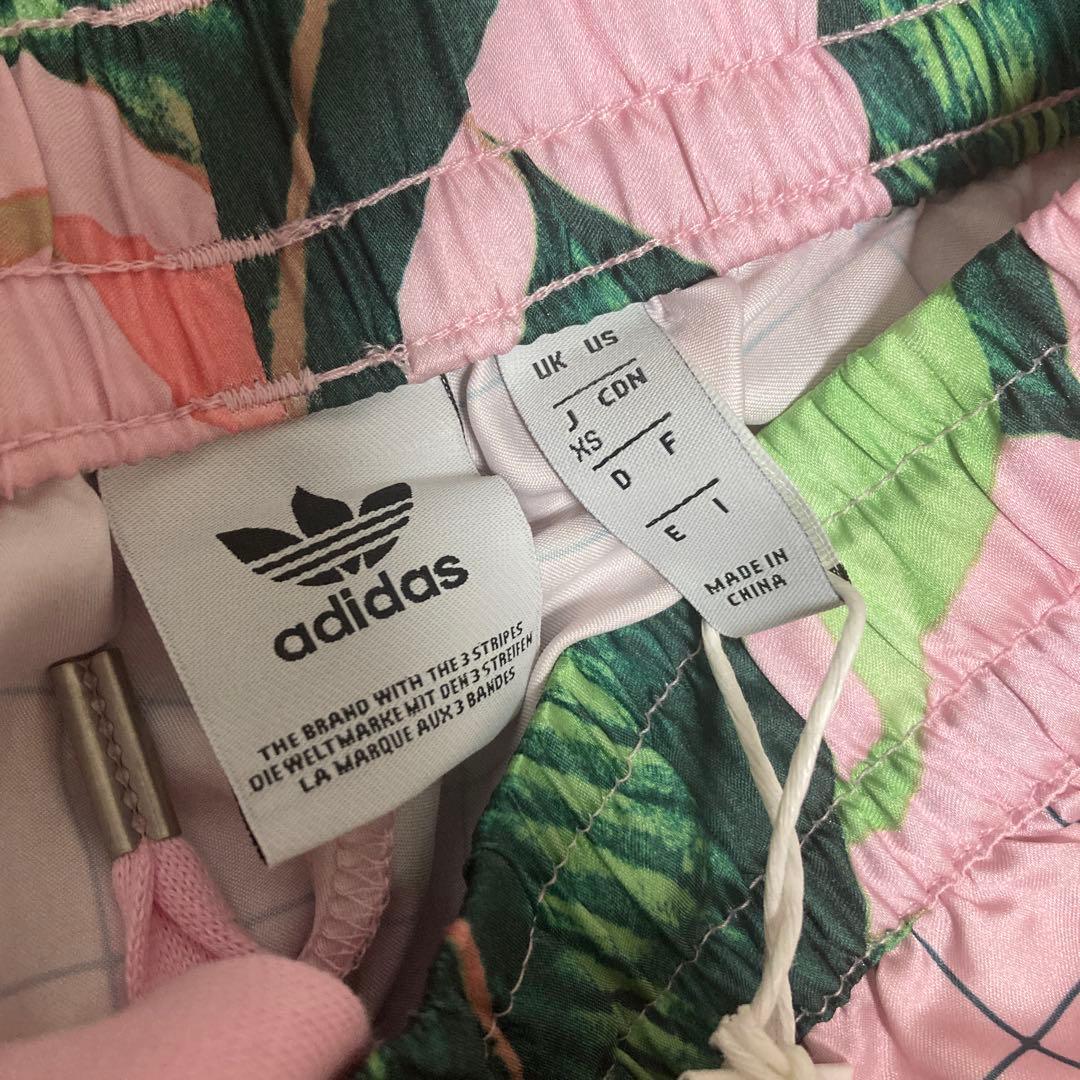 adidas
THE BRAND WITH THE 3 STRIPES
DIE WELTMARKE MIT DEN 3 STREIFEN
LA MARQUE AUX 3 BANDES
UK US
J CDN
XS
D F
E I
MADE IN
CHINA